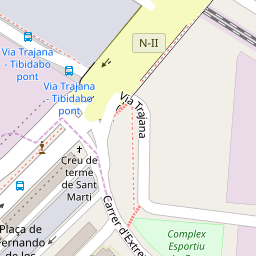 N-II
Via Trajana
- Tibidabo
pont
Via Trajana
- Tibidabo
pont
Via Trajana
Creu de
terme
de Sant
Martí
Carrer d'Extre
Plaça de
Fernando
de los
Complex
Esportiu